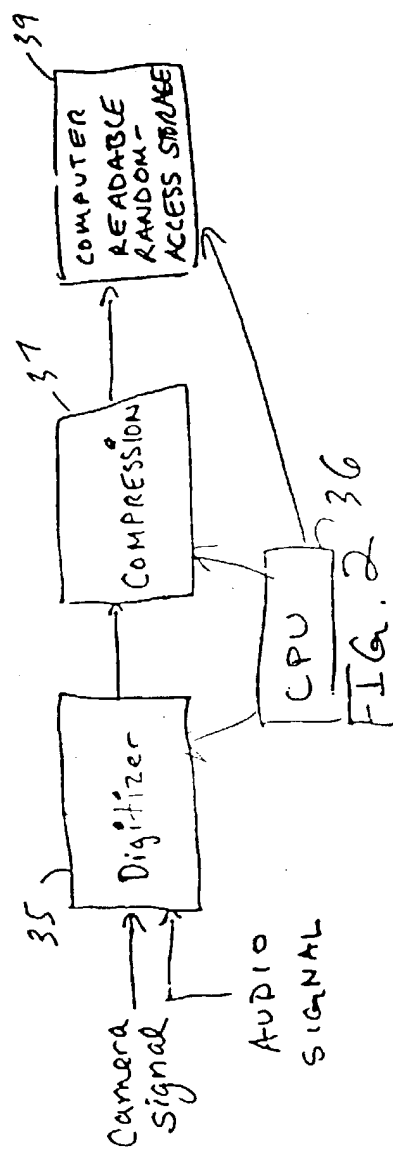 Camera
signal
AUDIO
SIGNAL
35
Digitizer
37
COMPRESSION
39
COMPUTER
READABLE
RANDOM-
ACCESS STORAGE
CPU
36
FIG. 2